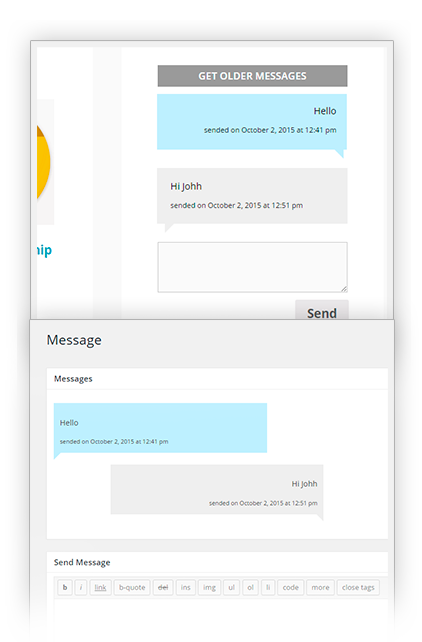 GET OLDER MESSAGES
Hello
sended on October 2, 2015 at 12:41 pm
Hi Johh
sended on October 2, 2015 at 12:51 pm
hip
Send
Message
Messages
Hello
sended on October 2, 2015 at 12:41 pm
Hi Johh
sended on October 2, 2015 at 12:51 pm
Send Message
b i link b-quote del ins img ul ol li code more close tags